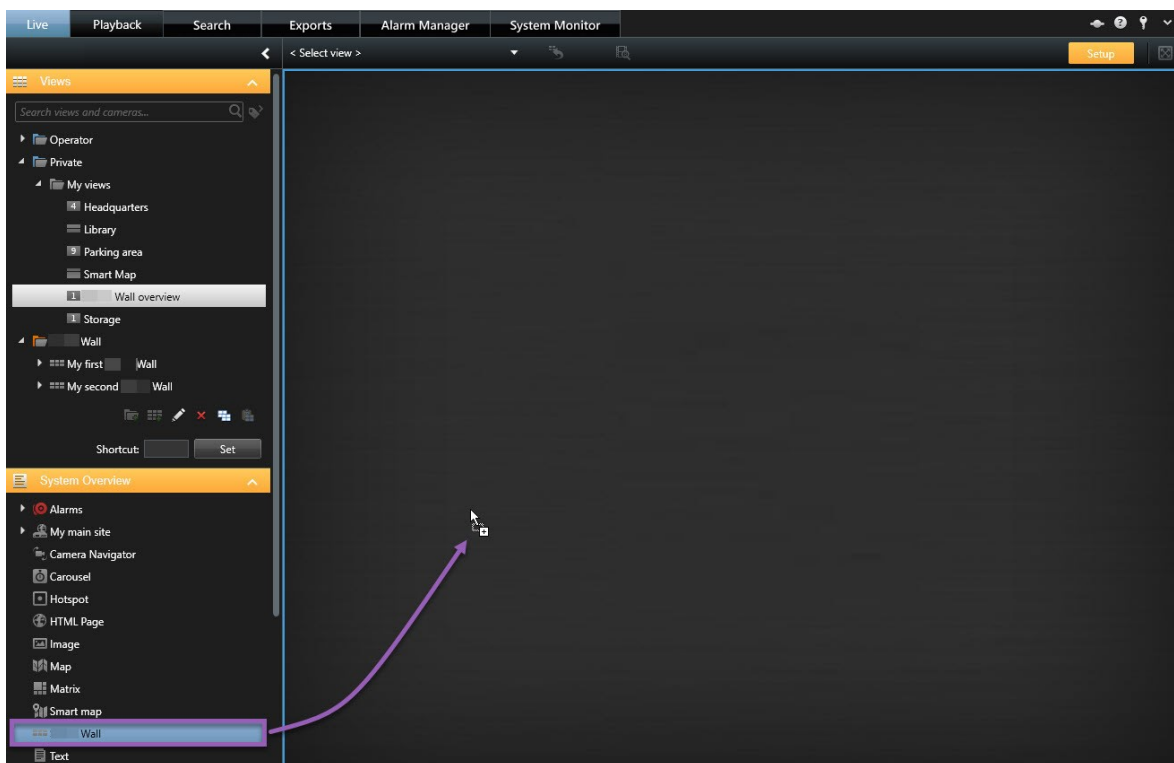 Live Playback Search Exports Alarm Manager System Monitor
< Select view > Setup
Views
Search views and cameras...
Operator
Private
My views
4 Headquarters
Library
9 Parking area
Smart Map
1 Wall overview
1 Storage
Wall
My first Wall
My second Wall
Shortcut: Set
System Overview
Alarms
My main site
Camera Navigator
Carousel
Hotspot
HTML Page
Image
Map
Matrix
Smart map
Wall
Text